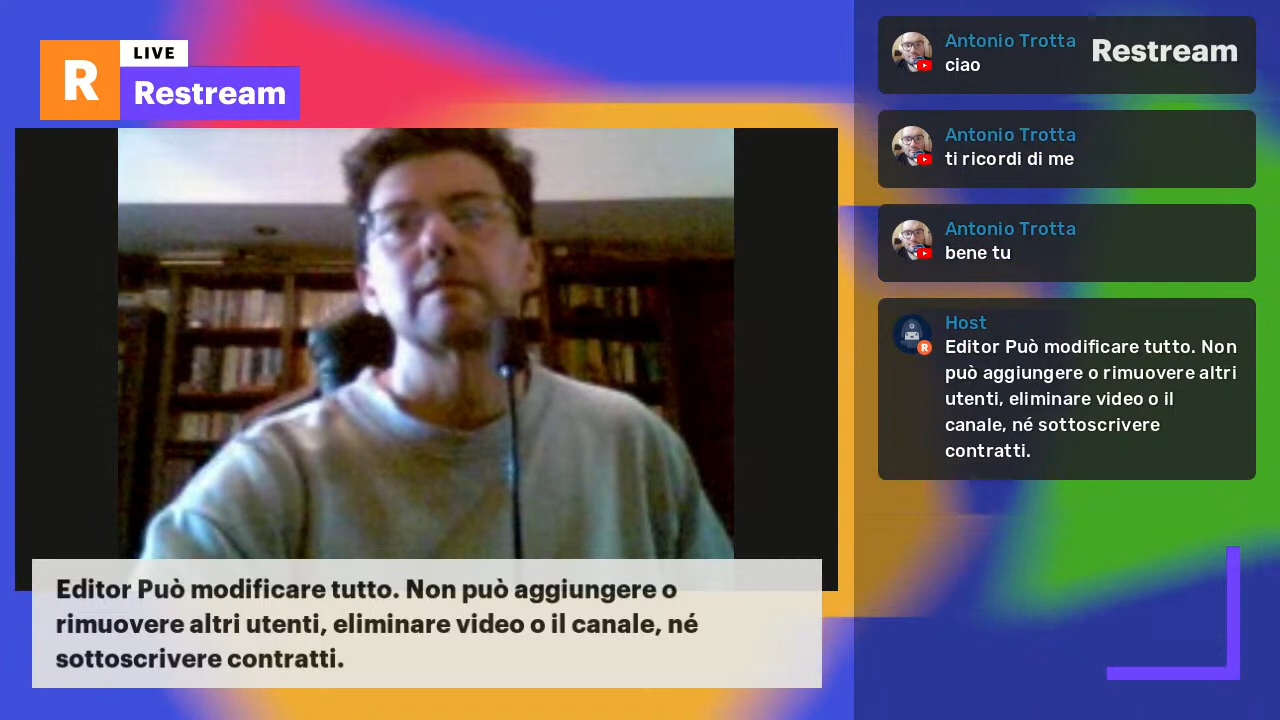 R
LIVE
Restream
Editor Può modificare tutto. Non può aggiungere o
rimuovere altri utenti, eliminare video o il canale, né
sottoscrivere contratti.
Antonio Trotta
Restream
ciao
Antonio Trotta
ti ricordi di me
Antonio Trotta
bene tu
Host
R
Editor Può modificare tutto. Non
può aggiungere o rimuovere altri
utenti, eliminare video o il
canale, né sottoscrivere
contratti.